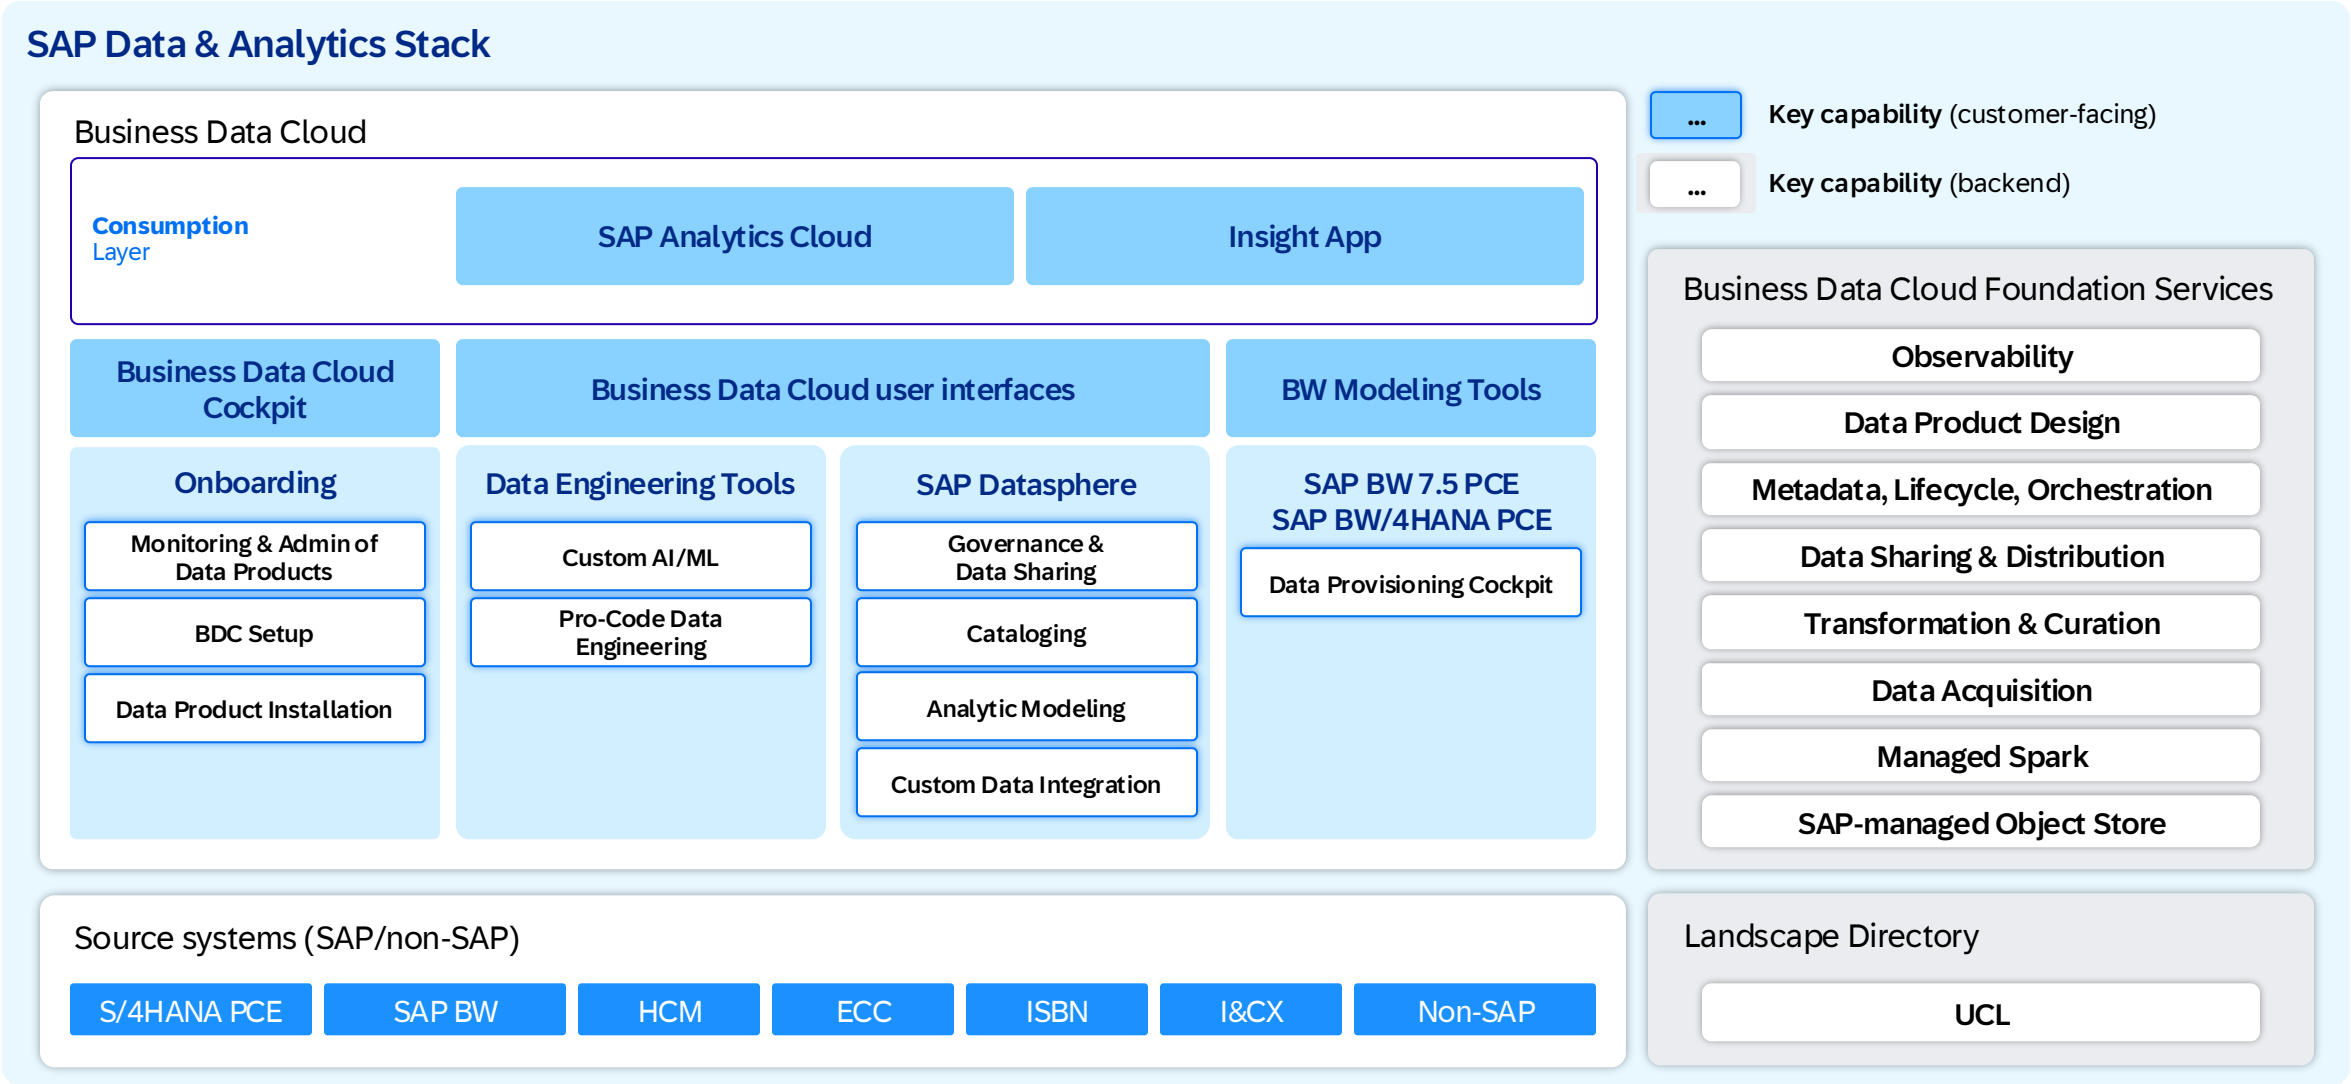 SAP Data & Analytics Stack
Business Data Cloud
Consumption
Layer
SAP Analytics Cloud
Insight App
Business Data Cloud
Cockpit
Business Data Cloud user interfaces
BW Modeling Tools
Onboarding
Monitoring & Admin of
Data Products
BDC Setup
Data Product Installation
Data Engineering Tools
Custom AI/ML
Pro-Code Data
Engineering
SAP Datasphere
Governance &
Data Sharing
Cataloging
Analytic Modeling
Custom Data Integration
SAP BW 7.5 PCE
SAP BW/4HANA PCE
Data Provisioning Cockpit
Source systems (SAP/non-SAP)
S/4HANA PCE
SAP BW
HCM
ECC
ISBN
I&CX
Non-SAP
... Key capability (customer-facing)
... Key capability (backend)
Business Data Cloud Foundation Services
Observability
Data Product Design
Metadata, Lifecycle, Orchestration
Data Sharing & Distribution
Transformation & Curation
Data Acquisition
Managed Spark
SAP-managed Object Store
Landscape Directory
UCL